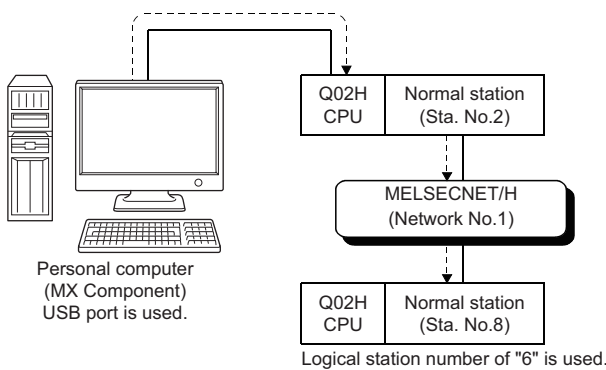 Q02H
CPU
Normal station
(Sta. No.2)
MELSECNET/H
(Network No.1)
Personal computer
(MX Component)
USB port is used.
Q02H
CPU
Normal station
(Sta. No.8)
Logical station number of "6" is used.